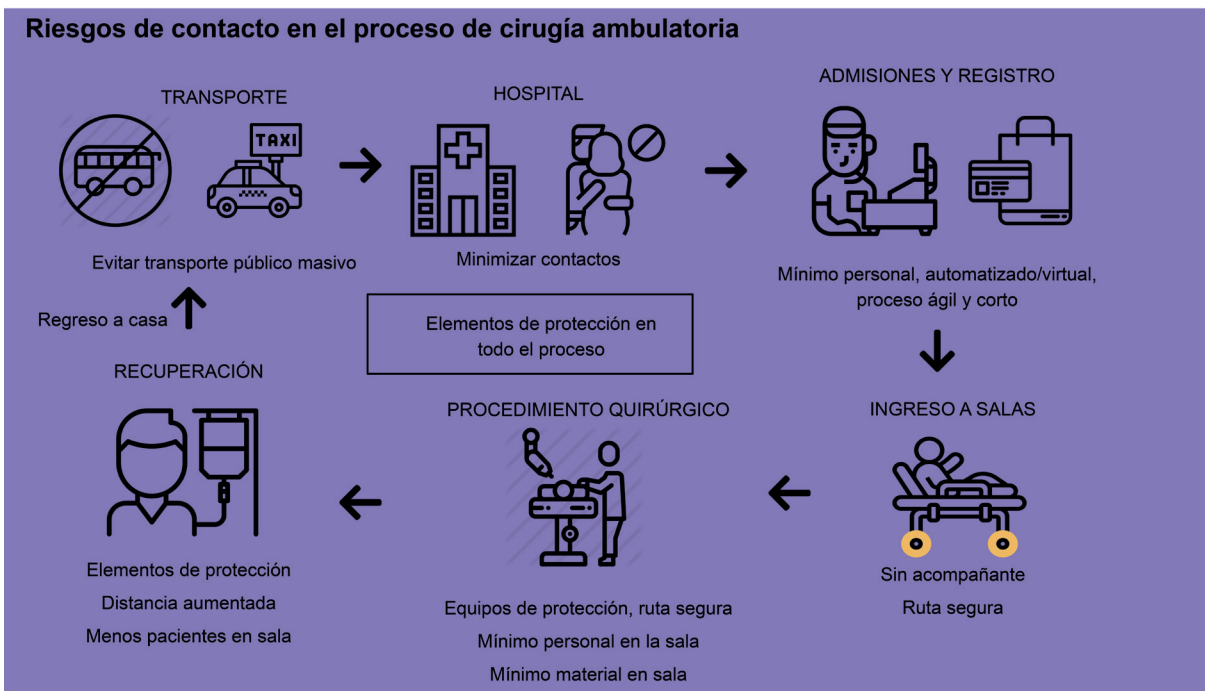 Riesgos de contacto en el proceso de cirugía ambulatoria
TRANSPORTE
TAXI
Evitar transporte público masivo
HOSPITAL
Minimizar contactos
ADMISIONES Y REGISTRO
Mínimo personal, automatizado/virtual,
proceso ágil y corto
Elementos de protección en
todo el proceso
INGRESO A SALAS
Sin acompañante
Ruta segura
PROCEDIMIENTO QUIRÚRGICO
Equipos de protección, ruta segura
Mínimo personal en la sala
Mínimo material en sala
RECUPERACIÓN
Elementos de protección
Distancia aumentada
Menos pacientes en sala
Regreso a casa